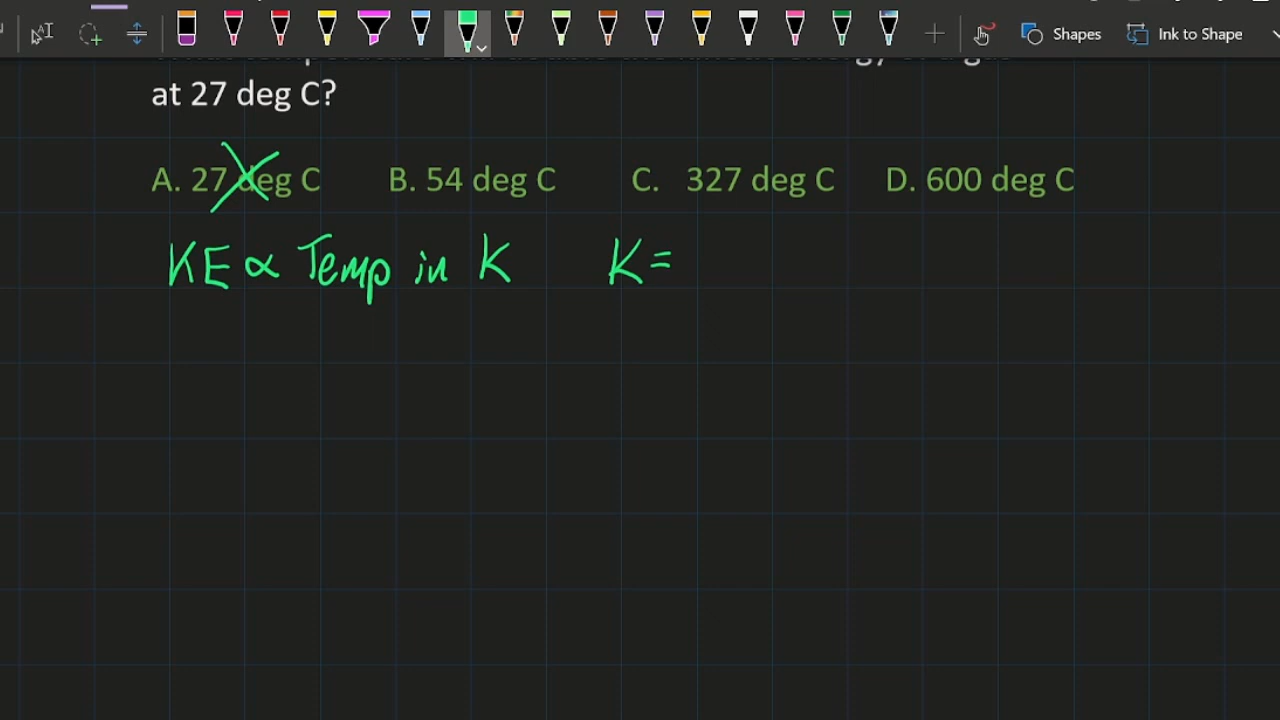 Shapes Ink to Shape
at 27 deg C?
A. 27 deg C B. 54 deg C C. 327 deg C D. 600 deg C
KE ∝ Temp in K K =